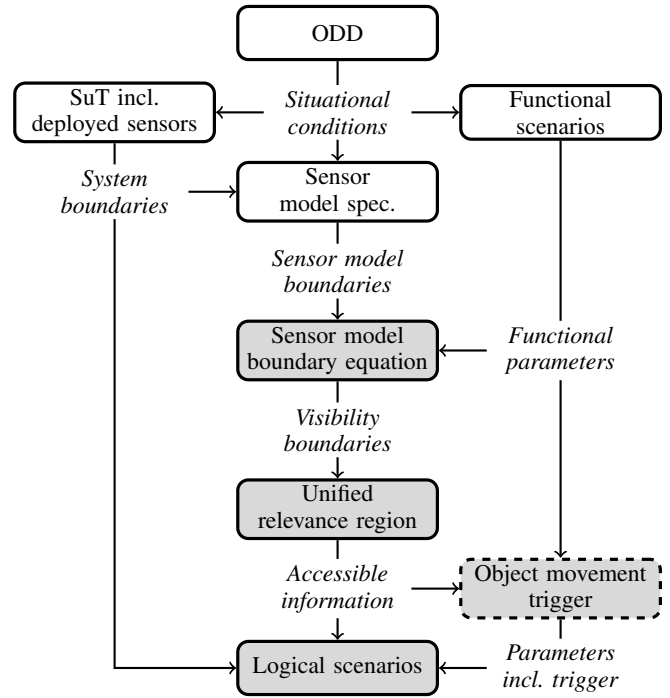 ODD
SuT incl.
deployed sensors
Situational
conditions
Functional
scenarios
System
boundaries
Sensor
model spec.
Sensor model
boundaries
Sensor model
boundary equation
Functional
parameters
Visibility
boundaries
Unified
relevance region
Accessible
information
Object movement
trigger
Logical scenarios
Parameters
incl. trigger